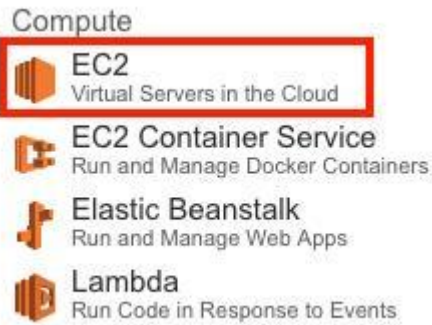 Compute
EC2
Virtual Servers in the Cloud
EC2 Container Service
Run and Manage Docker Containers
Elastic Beanstalk
Run and Manage Web Apps
Lambda
Run Code in Response to Events